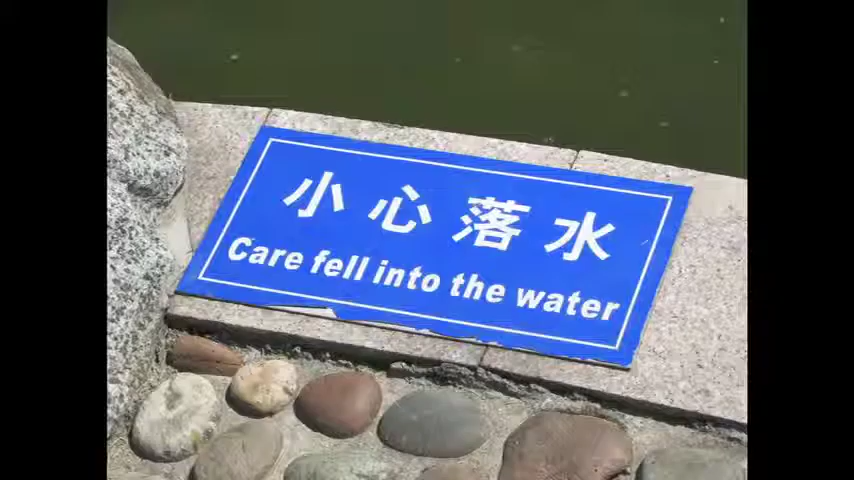 小心落水
Care fell into the water